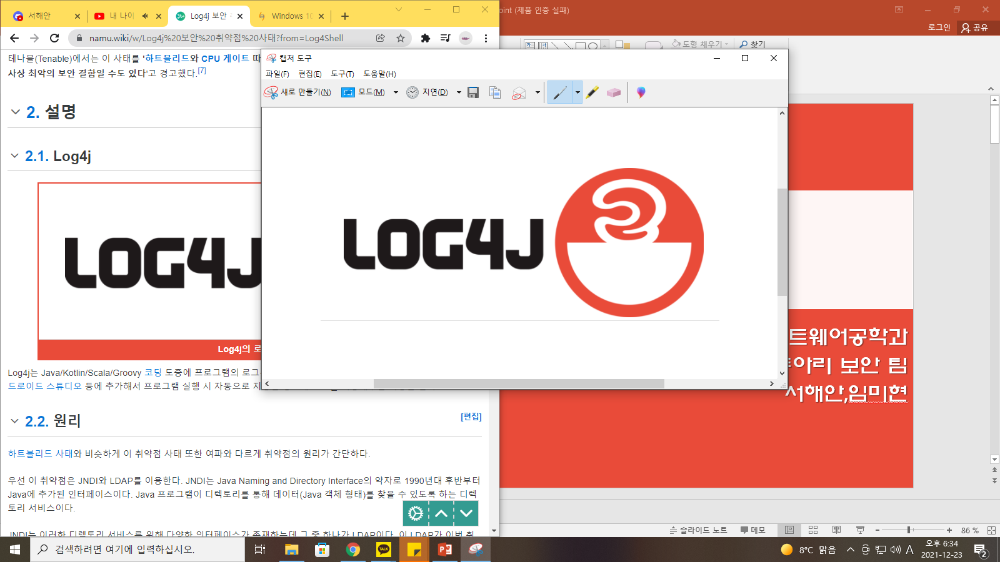 서해안
내 나이
Log4j 보안
Windows 10
namu.wiki/w/Log4j%20보안%20취약점%20사태?from=Log4Shell
테나블(Tenable)에서는 이 사태를 '하트블리드와 CPU 게이트 따
사상 최악의 보안 결함일 수도 있다'고 경고했다.[7]
2. 설명
2.1. Log4j
LOG4J
Log4j의 로
Log4j는 Java/Kotlin/Scala/Groovy 코딩 도중에 프로그램의 로그
드로이드 스튜디오 등에 추가해서 프로그램 실행 시 자동으로
2.2. 원리
[편집]
하트블리드 사태와 비슷하게 이 취약점 사태 또한 여파와 다르게 취약점의 원리가 간단하다.
우선 이 취약점은 JNDI와 LDAP를 이용한다. JNDI는 Java Naming and Directory Interface의 약자로 1990년대 후반부터
Java에 추가된 인터페이스이다. Java 프로그램이 디렉토리를 통해 데이터(Java 객체 형태)를 찾을 수 있도록 하는 디렉
토리 서비스이다.
JNDI는 이러한 디렉토리 서비스를 위해 다양한 인터페이스가 존재하는데 그 중 하나가 LDAP이다. 이 LDAP가 이번 취
캡처 도구
파일(F) 편집(E) 도구(T) 도움말(H)
새로 만들기(N) 모드(M) 지연(D)
LOG4J
oint (제품 인증 실패)
로그인 공유
도형 채우기 찾기
트웨어공학과
아리 보안 팀
서해안,임미현
슬라이드 노트 메모 86 %
검색하려면 여기에 입력하십시오.
TALK
8°C 맑음
A
오후 6:34
2021-12-23
2